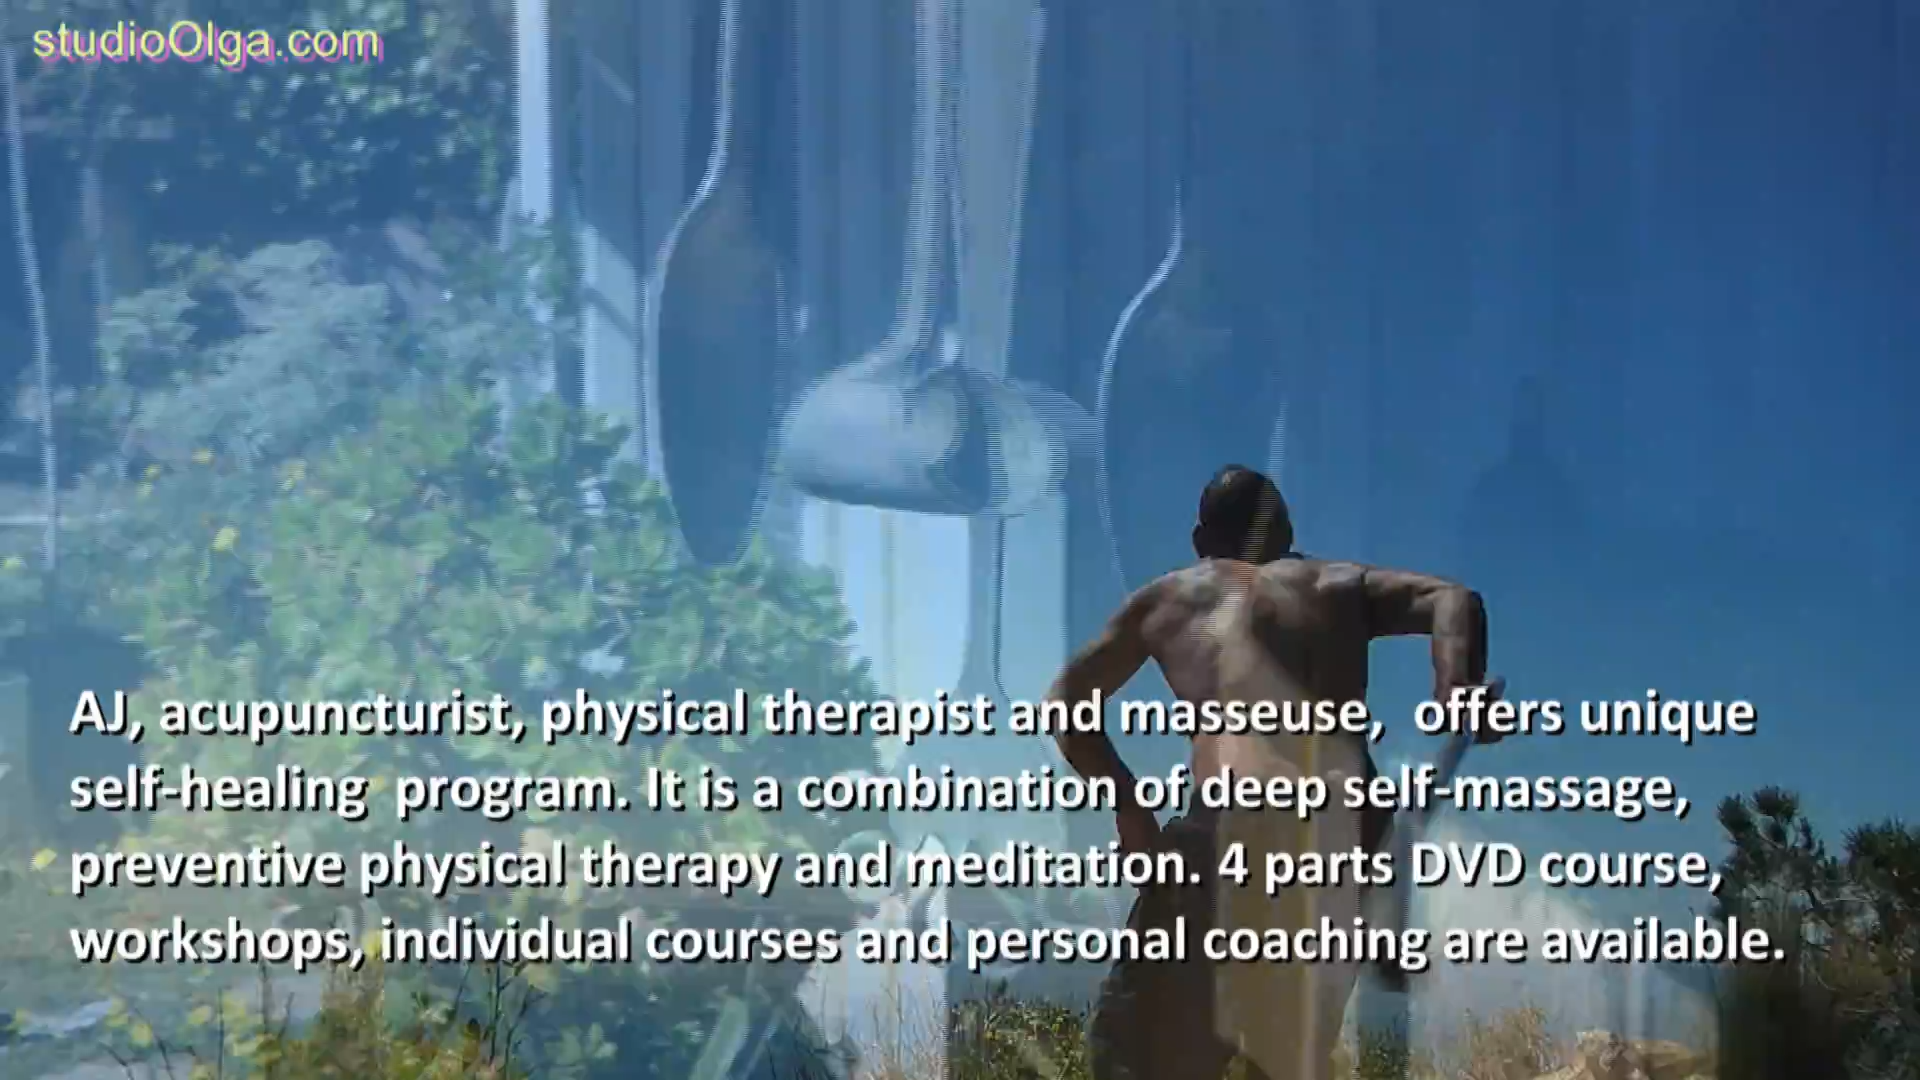 studioOlga.com
AJ, acupuncturist, physical therapist and masseuse,  offers unique
self-healing  program. It is a combination of deep self-massage,
preventive physical therapy and meditation. 4 parts DVD course,
workshops, individual courses and personal coaching are available.